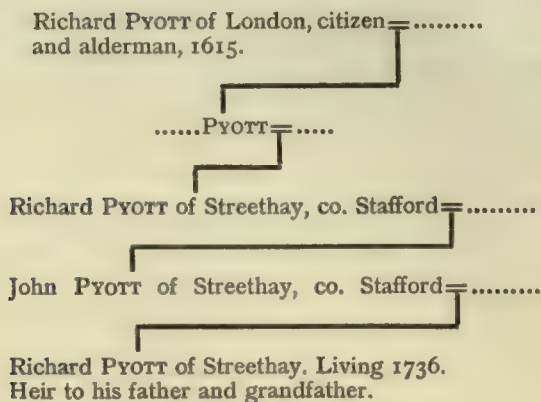 Richard PYOTT of London, citizen=.........
and alderman, 1615.
......PYOTT=.....
Richard PYOTT of Streethay, co. Stafford=.........
John PYOTT of Streethay, co. Stafford=.........
Richard PYOTT of Streethay. Living 1736.
Heir to his father and grandfather.